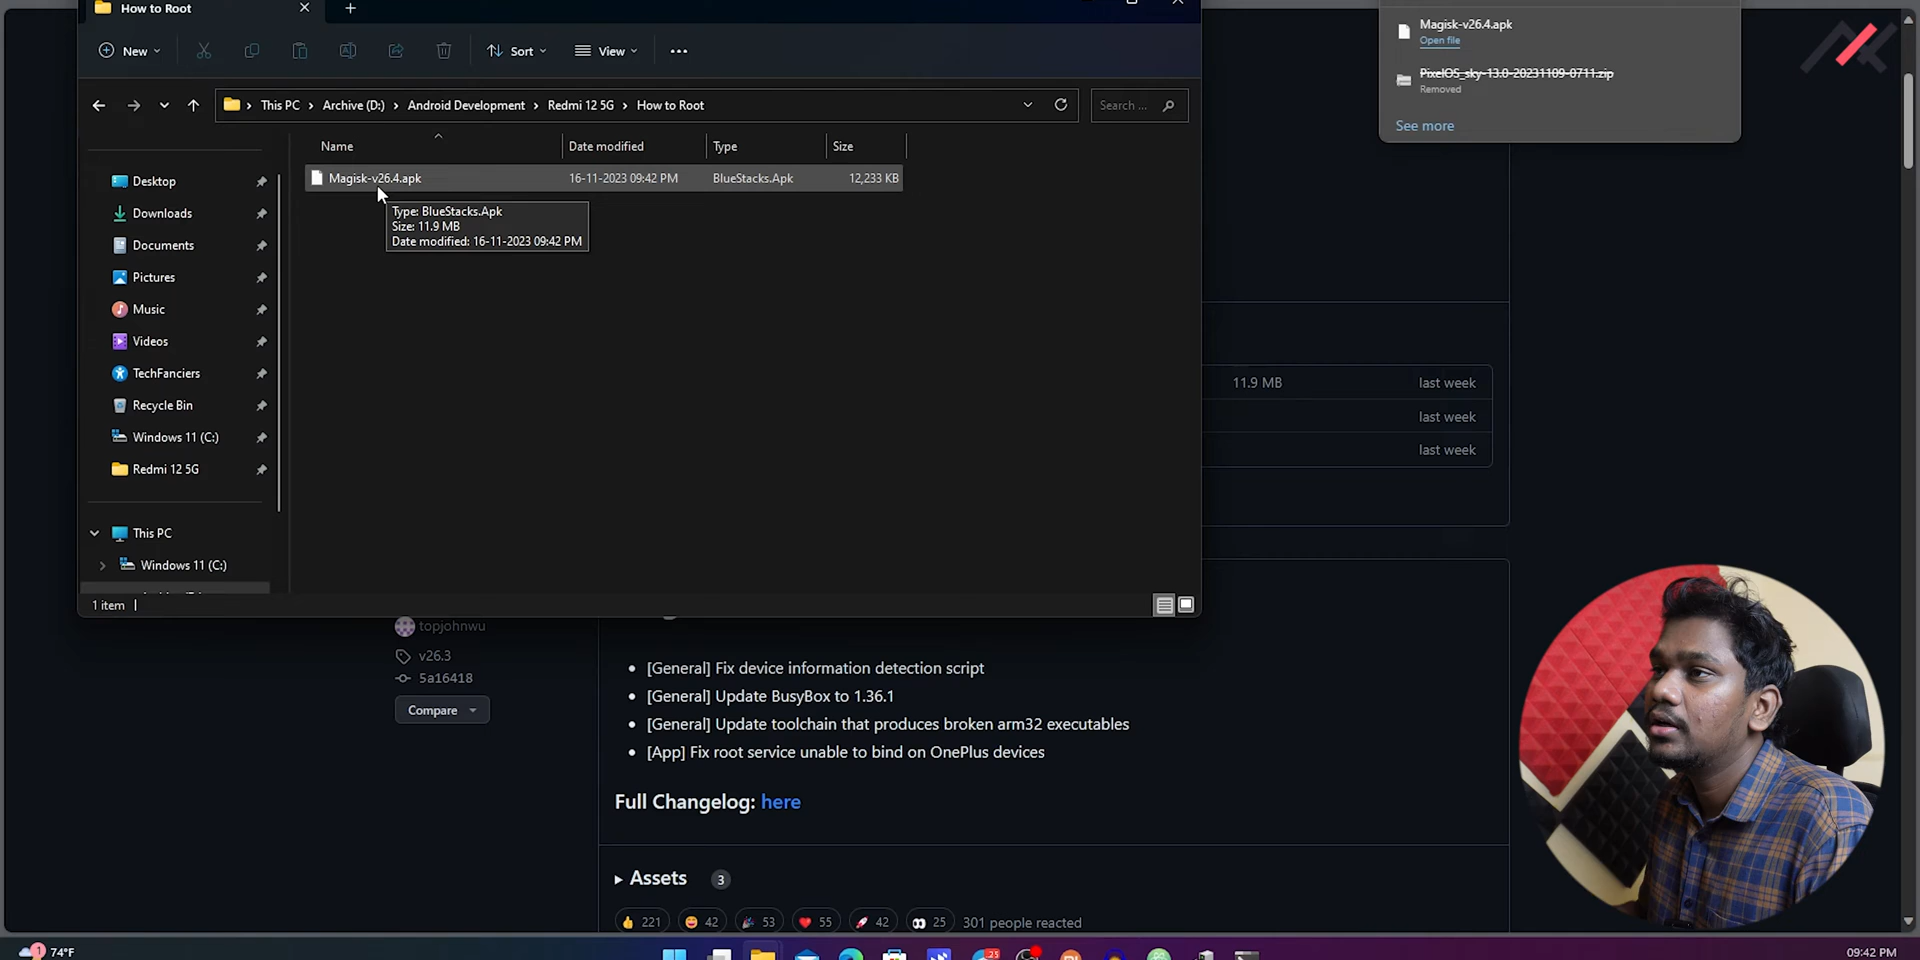 How to Root
New
Sort
View
This PC
Archive (D:)
Android Development
Redmi 12 5G
How to Root
Search ...
Name
Date modified
Type
Size
Magisk-v26.4.apk
16-11-2023 09:42 PM
BlueStacks.Apk
12,233 KB
Type: BlueStacks.Apk
Size: 11.9 MB
Date modified: 16-11-2023 09:42 PM
Desktop
Downloads
Documents
Pictures
Music
Videos
TechFanciers
Recycle Bin
Windows 11 (C:)
Redmi 12 5G
This PC
Windows 11 (C:)
1 item
Magisk-v26.4.apk
Open file
PixelOS_sky-13.0-20231109-0711.zip
Removed
See more
11.9 MB
last week
last week
last week
topjohnwu
v26.3
5a16418
Compare
[General] Fix device information detection script
[General] Update BusyBox to 1.36.1
[General] Update toolchain that produces broken arm32 executables
[App] Fix root service unable to bind on OnePlus devices
Full Changelog: here
Assets 3
221
42
53
55
42
25
301 people reacted
1
74°F
25
09:42 PM